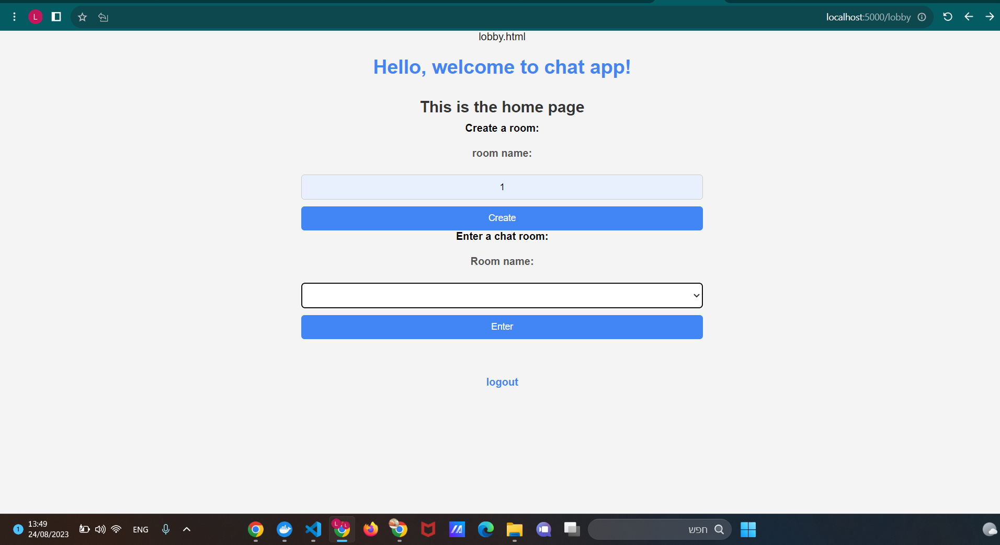 L
localhost:5000/lobby
lobby.html
Hello, welcome to chat app!
This is the home page
Create a room:
room name:
1
Create
Enter a chat room:
Room name:
Enter
logout
1
13:49
24/08/2023
ENG
L
L
חפש